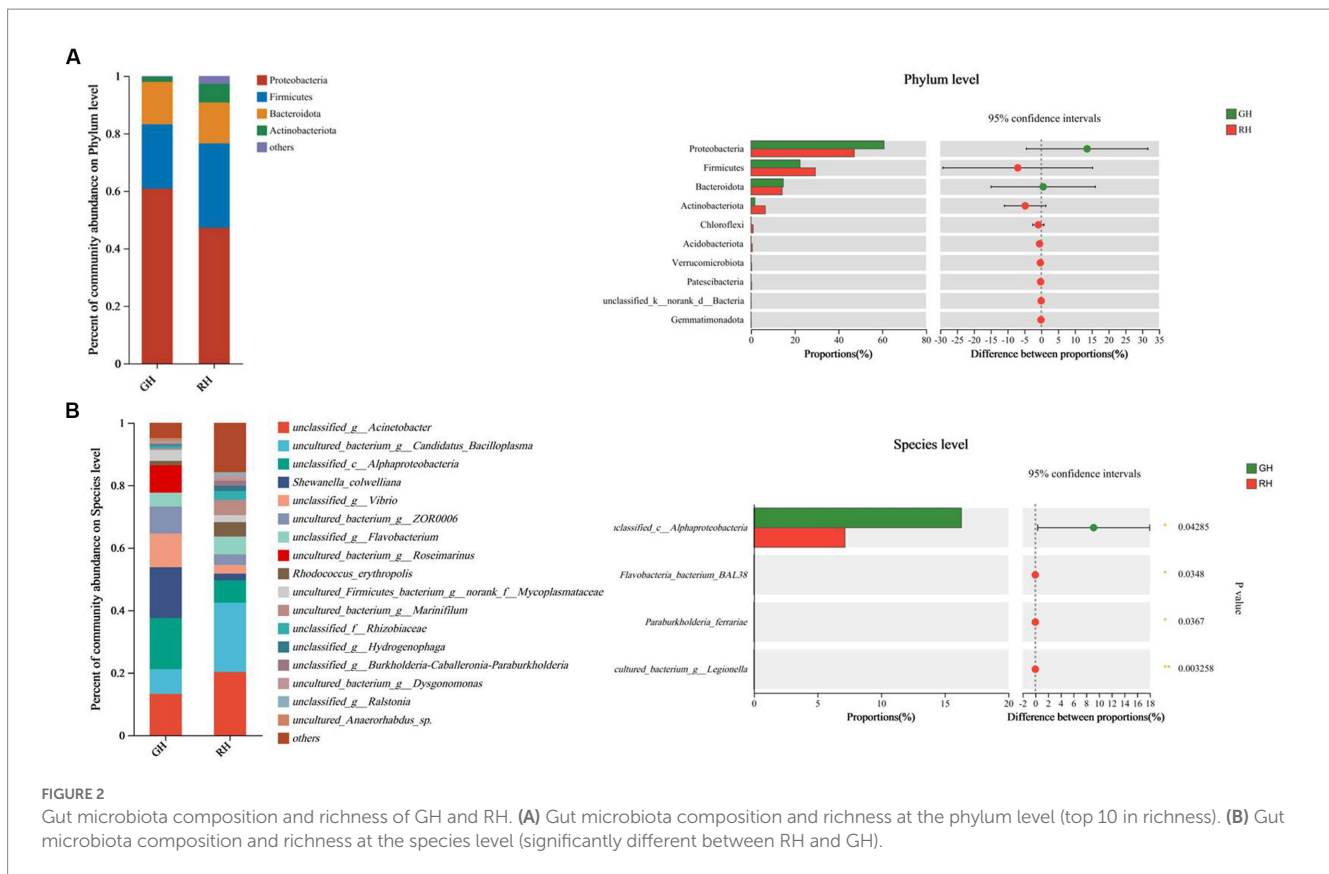 A
Percent of community abundance on Phylum level
1
0.8
0.6
0.4
0.2
0
GH
RH
Proteobacteria
Firmicutes
Bacteroidota
Actinobacteriota
others
Phylum level
95% confidence intervals
GH
RH
Proteobacteria
Firmicutes
Bacteroidota
Actinobacteriota
Chloroflexi
Acidobacteriota
Verrucomicrobiota
Patescibacteria
unclassified_k__norank_d__Bacteria
Gemmatimonadota
0 20 40 60 80
Proportions(%)
-30 -25 -20 -15 -10 -5 0 5 10 15 20 25 30 35
Difference between proportions(%)
B
Percent of community abundance on Species level
1
0.8
0.6
0.4
0.2
0
GH
RH
unclassified_g__Acinetobacter
uncultured_bacterium_g__Candidatus_Bacilloplasma
unclassified_c__Alphaproteobacteria
Shewanella_colwelliana
unclassified_g__Vibrio
uncultured_bacterium_g__ZOR0006
unclassified_g__Flavobacterium
uncultured_bacterium_g__Roseimarinus
Rhodococcus_erythropolis
uncultured_Firmicutes_bacterium_g__norank_f__Mycoplasmataceae
uncultured_bacterium_g__Marinifilum
unclassified_f__Rhizobiaceae
unclassified_g__Hydrogenophaga
unclassified_g__Burkholderia-Caballeronia-Paraburkholderia
uncultured_bacterium_g__Dysgonomonas
unclassified_g__Ralstonia
uncultured_Anaerorhabdus_sp.
others
Species level
95% confidence intervals
GH
RH
ıclassified_c__Alphaproteobacteria
Flavobacteria_bacterium_BAL38
Paraburkholderia_ferrariae
cultured_bacterium_g__Legionella
0 5 10 15 20
Proportions(%)
-2 0 2 4 6 8 10 12 14 16 18
Difference between proportions(%)
* 0.04285
* 0.0348
* 0.0367
** 0.003258
P value
FIGURE 2
Gut microbiota composition and richness of GH and RH. (A) Gut microbiota composition and richness at the phylum level (top 10 in richness). (B) Gut
microbiota composition and richness at the species level (significantly different between RH and GH).